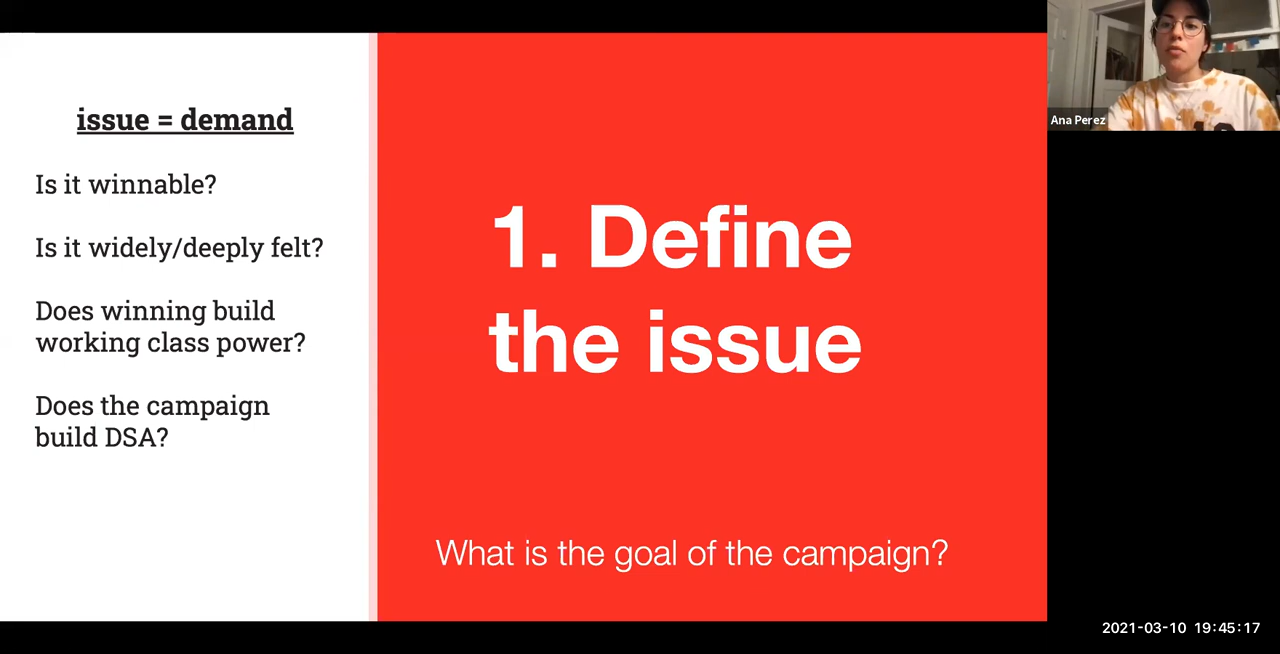 issue = demand
Is it winnable?
Is it widely/deeply felt?
Does winning build
working class power?
Does the campaign
build DSA?
1. Define
the issue
What is the goal of the campaign?
Ana Perez
2021-03-10 19:45:17